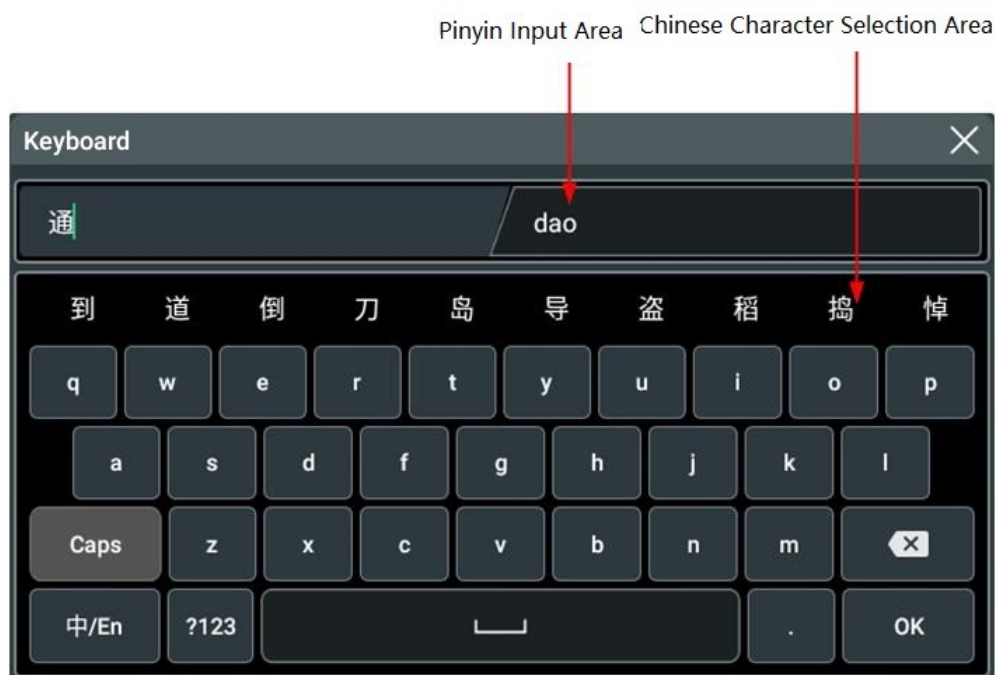 Pinyin Input Area Chinese Character Selection Area
Keyboard
通 dao
到 道 倒 刀 岛 导 盗 稻 捣 悼
q w e r t y u i o p
a s d f g h j k l
Caps z x c v b n m
中/En ?123 . OK